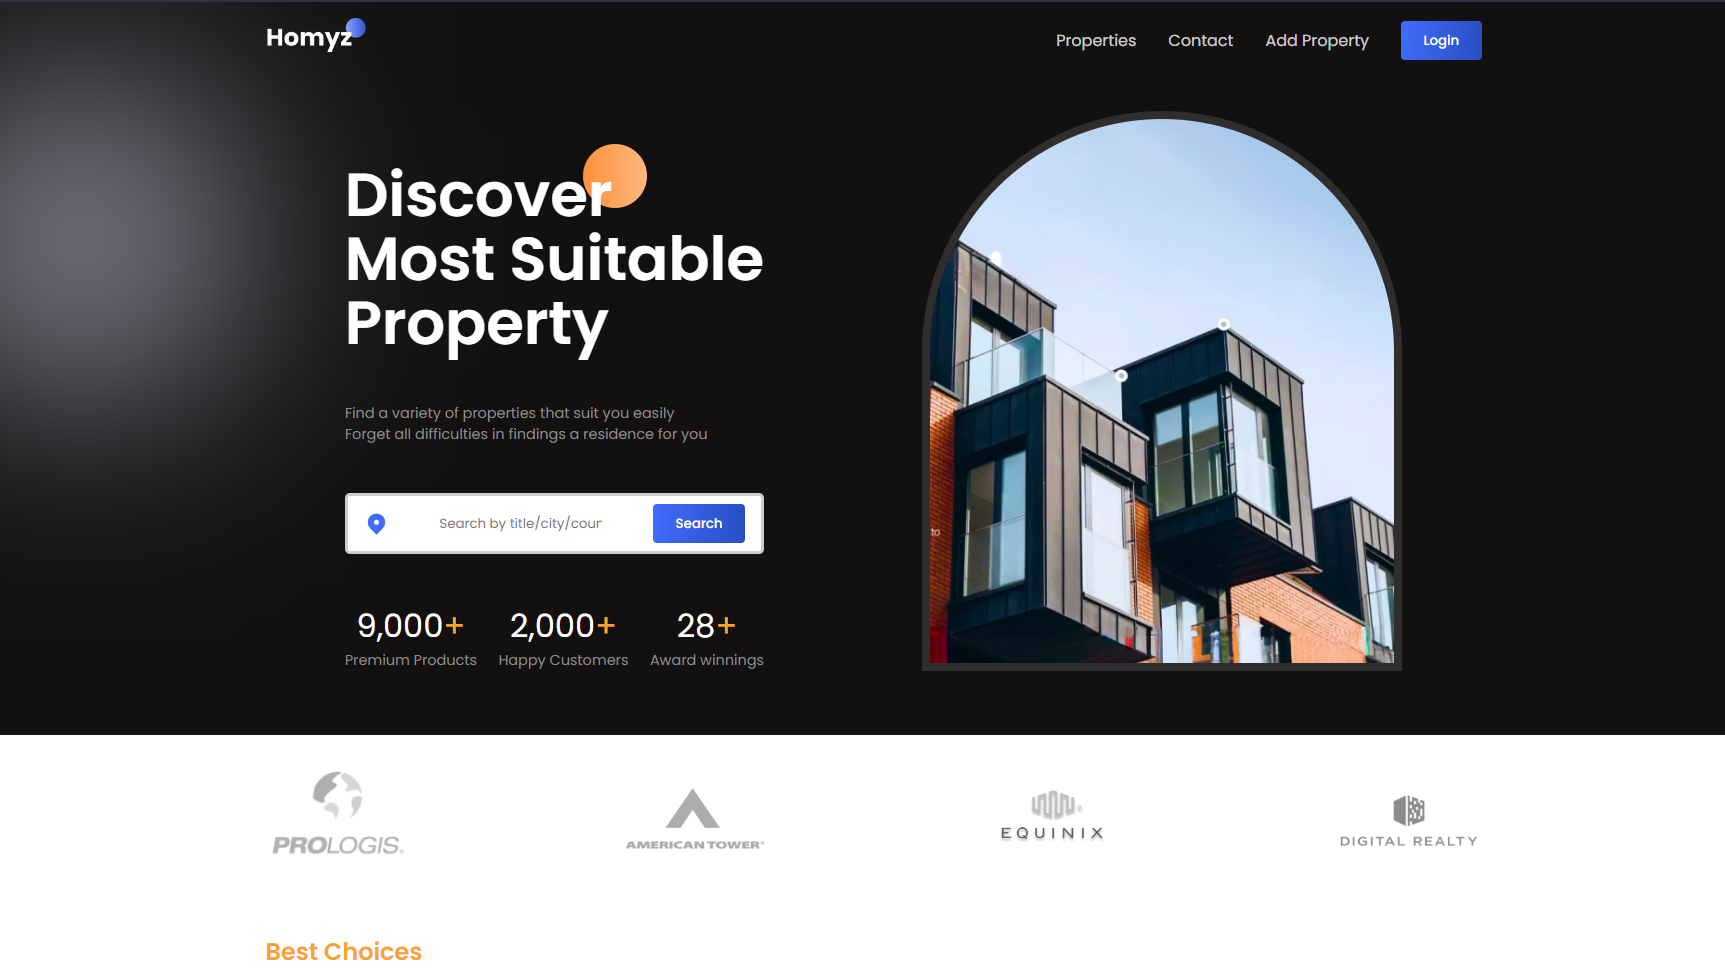 Homyz
Properties
Contact
Add Property
Login
Discover
Most Suitable
Property
Find a variety of properties that suit you easily
Forget all difficulties in findings a residence for you
Search by title/city/coun
Search
9,000+
2,000+
28+
Premium Products
Happy Customers
Award winnings
to
PROLOGIS®
AMERICAN TOWER®
EQUINIX®
DIGITAL REALTY
Best Choices